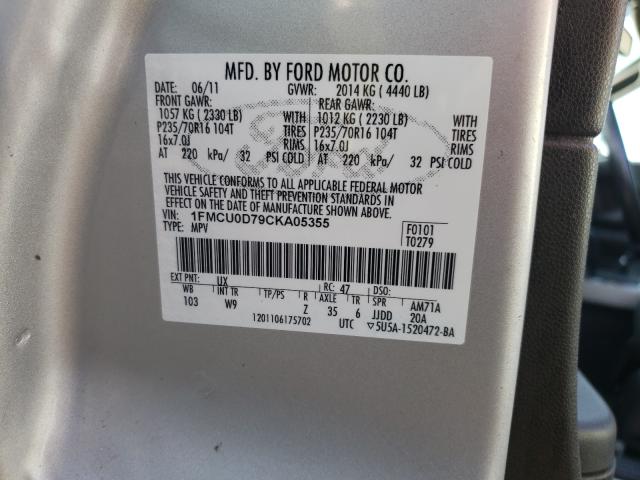 MFD. BY FORD MOTOR CO.
DATE: 06/11 GVWR: 2014 KG ( 4440 LB)
FRONT GAWR: REAR GAWR:
1057 KG ( 2330 LB) WITH 1012 KG ( 2230 LB) WITH
P235/70R16 104T TIRES P235/70R16 104T TIRES
16x7.0J RIMS 16x7.0J RIMS
AT 220 kPa/ 32 PSI COLD AT 220 kPa/ 32 PSI COLD
THIS VEHICLE CONFORMS TO ALL APPLICABLE FEDERAL MOTOR
VEHICLE SAFETY AND THEFT PREVENTION STANDARDS IN
EFFECT ON THE DATE OF MANUFACTURE SHOWN ABOVE.
VIN: 1FMCU0D79CKA05355 F0101
TYPE: MPV T0279
EXT PNT: UX RC: 47 DSO:
WB INT TR TP/PS R AXLE TR SPR AM71A
103 W9 Z 35 6 JJDD 20A
1201106175702 UTC ▽5U5A-1520472-BA
Ford